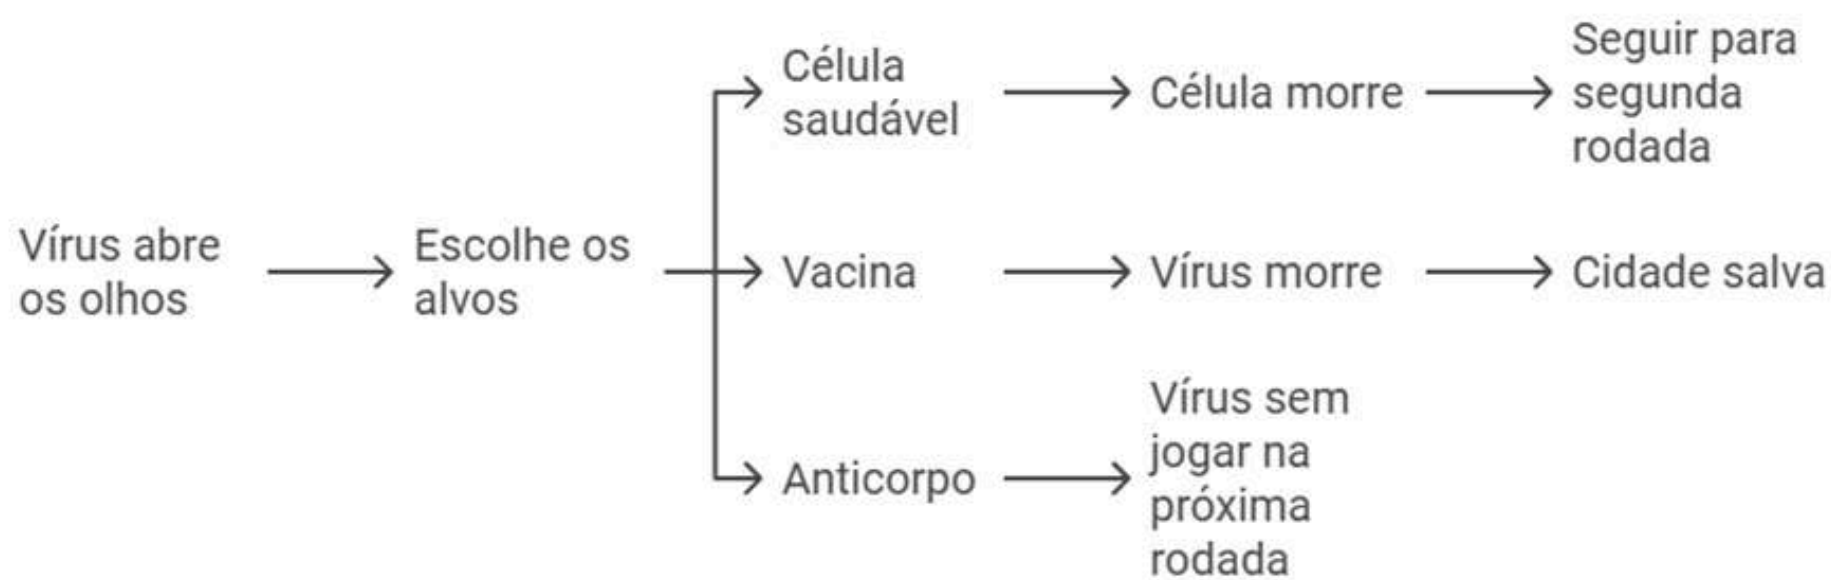 Vírus abre
os olhos
Escolhe os
alvos
Célula
saudável
Célula morre
Seguir para
segunda
rodada
Vacina
Vírus morre
Cidade salva
Anticorpo
Vírus sem
jogar na
próxima
rodada